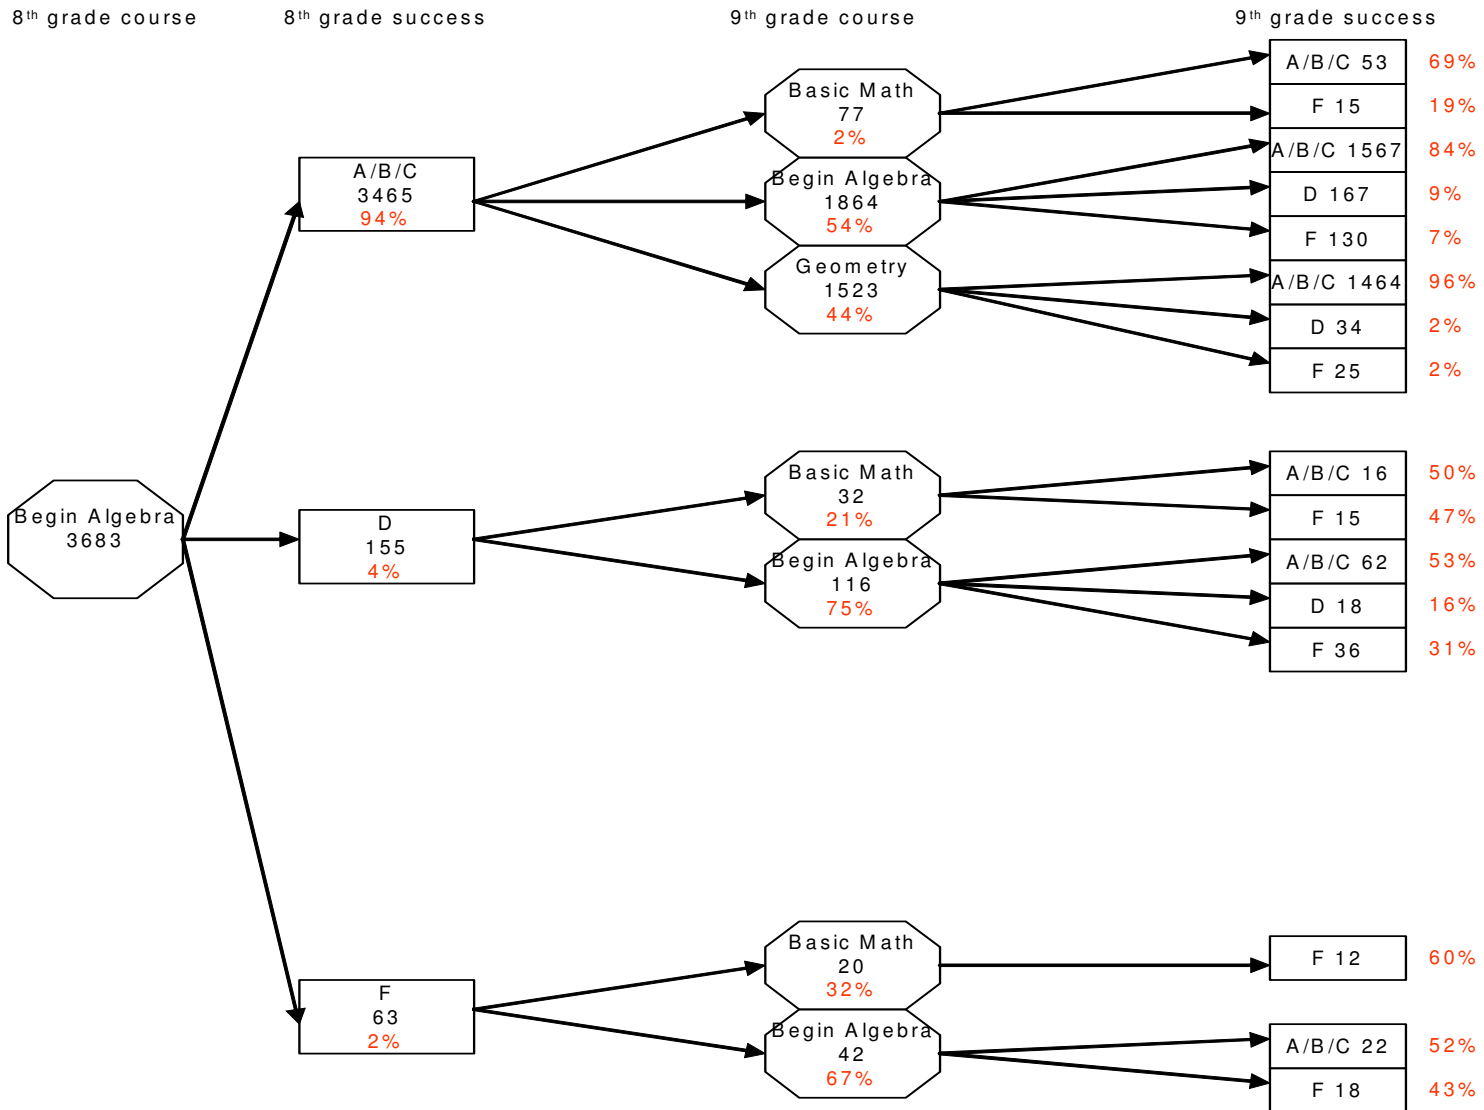 8th grade course
8th grade success
9th grade course
9th grade success
Begin Algebra
3683
A/B/C
3465
94%
Basic Math
77
2%
A/B/C 53 69%
F 15 19%
Begin Algebra
1864
54%
A/B/C 1567 84%
D 167 9%
F 130 7%
Geometry
1523
44%
A/B/C 1464 96%
D 34 2%
F 25 2%
D
155
4%
Basic Math
32
21%
A/B/C 16 50%
F 15 47%
Begin Algebra
116
75%
A/B/C 62 53%
D 18 16%
F 36 31%
F
63
2%
Basic Math
20
32%
F 12 60%
Begin Algebra
42
67%
A/B/C 22 52%
F 18 43%